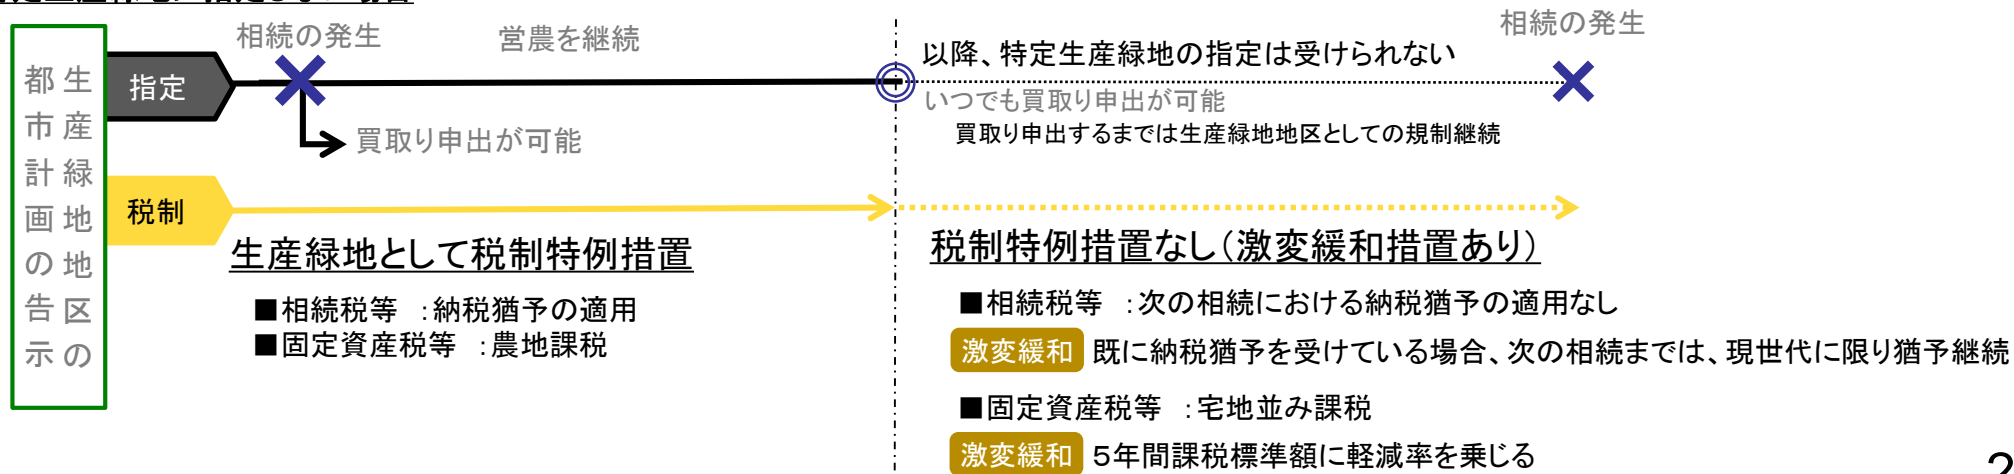 相続の発生
営農を継続
相続の発生
以降、特定生産緑地の指定は受けられない
指定
いつでも買取り申出が可能
買取り申出するまでは生産緑地地区としての規制継続
買取り申出が可能
生産緑地地区の
都市計画の告示
税制
生産緑地として税制特例措置
■相続税等 :納税猶予の適用
■固定資産税等 :農地課税
税制特例措置なし(激変緩和措置あり)
■相続税等 :次の相続における納税猶予の適用なし
激変緩和 既に納税猶予を受けている場合、次の相続までは、現世代に限り猶予継続
■固定資産税等 :宅地並み課税
激変緩和 5年間課税標準額に軽減率を乗じる